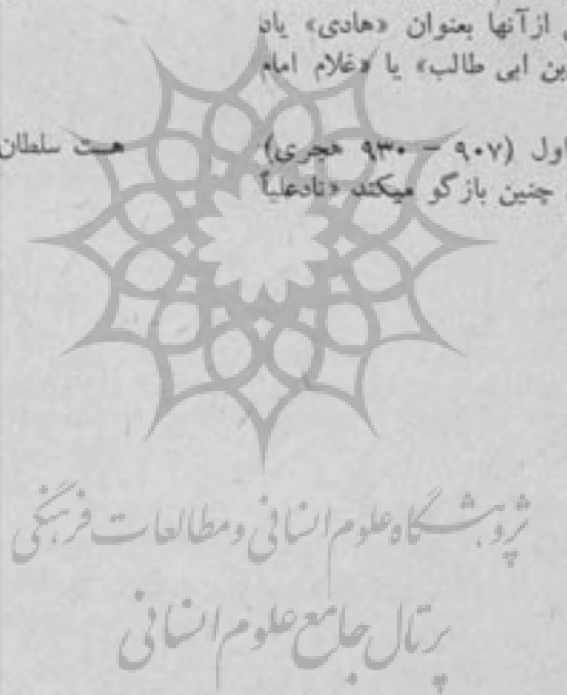 ازآنها بعنوان «هادی» یاد
بن ابی طالب» یا «غلام امام
اول (۹۰۷ – ۹۳۰ هجری)
هست سلطان
چنین بازگو میکند «نادعلیاً
پژوهشگاه علوم انسانی و مطالعات فرهنگی
پرتال جامع علوم انسانی